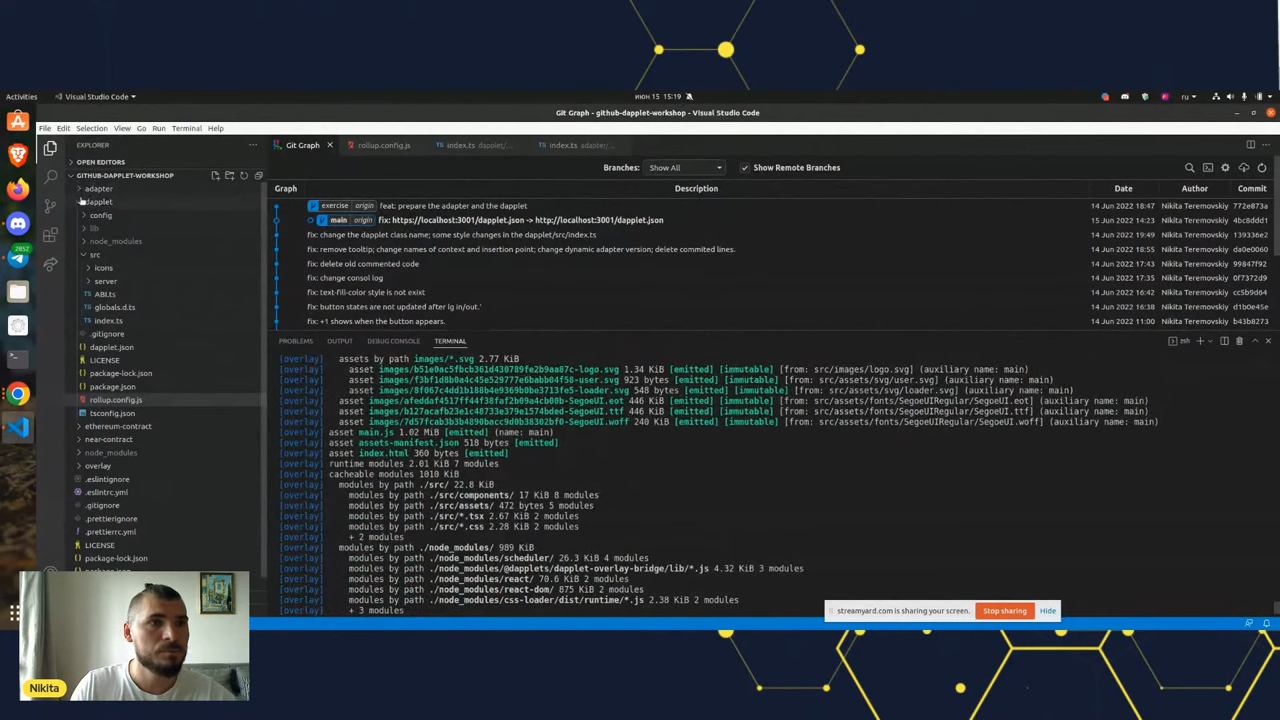 Activities
Visual Studio Code
июн 15 15:19
ru
Git Graph - github-dapplet-workshop - Visual Studio Code
File Edit Selection View Go Run Terminal Help
EXPLORER
OPEN EDITORS
GITHUB-DAPPLET-WORKSHOP
adapter
dapplet
config
lib
node_modules
src
icons
server
TS ABI.ts
TS globals.d.ts
TS index.ts
.gitignore
dapplet.json
LICENSE
package-lock.json
package.json
rollup.config.js
tsconfig.json
ethereum-contract
near-contract
node_modules
overlay
.eslintignore
.eslintrc.yml
.gitignore
.prettierignore
.prettierrc.yml
LICENSE
package-lock.json
Git Graph
rollup.config.js
TS index.ts dapplet/...
TS index.ts adapter/...
Branches: Show All
Show Remote Branches
Graph Description Date Author Commit
exercise origin feat: prepare the adapter and the dapplet 14 Jun 2022 18:47 Nikita Teremovskiy 772e873a
main origin fix: https://localhost:3001/dapplet.json -> http://localhost:3001/dapplet.json 15 Jun 2022 14:23 Nikita Teremovskiy 4bc8ddd1
fix: change the dapplet class name; some style changes in the dapplet/src/index.ts 14 Jun 2022 19:49 Nikita Teremovskiy 139336e2
fix: remove tooltip; change names of context and insertion point; change dynamic adapter version; delete commited lines. 14 Jun 2022 18:55 Nikita Teremovskiy da0e0060
fix: delete old commented code 14 Jun 2022 17:43 Nikita Teremovskiy 99847f92
fix: change consol log 14 Jun 2022 17:35 Nikita Teremovskiy 0f7372d9
fix: text-fill-color style is not exixt 14 Jun 2022 16:42 Nikita Teremovskiy cc5b9d64
fix: button states are not updated after lg in/out.' 14 Jun 2022 16:12 Nikita Teremovskiy d1b0e45e
fix: +1 shows when the button appears. 14 Jun 2022 11:00 Nikita Teremovskiy b43b8273
PROBLEMS OUTPUT DEBUG CONSOLE TERMINAL
zsh
[overlay] assets by path images/*.svg 2.77 KiB
[overlay] asset images/b51e0ac5fbcb361d430789fe2b9aa87c-logo.svg 1.34 KiB [emitted] [immutable] [from: src/images/logo.svg] (auxiliary name: main)
[overlay] asset images/f3bf1d8b0a4c45e529777e6babb04f58-user.svg 923 bytes [emitted] [immutable] [from: src/assets/svg/user.svg] (auxiliary name: main)
[overlay] asset images/8f067c4dd1b188b4e9369b0ba3e3713fe5-loader.svg 548 bytes [emitted] [immutable] [from: src/assets/svg/loader.svg] (auxiliary name: main)
[overlay] asset images/afeddaf4517ff44f38faf2fb09a4cb00b-SegoeUI.eot 446 KiB [emitted] [immutable] [from: src/assets/fonts/SegoeUIRegular/SegoeUI.eot] (auxiliary name: main)
[overlay] asset images/b127acafb23e1c48733e379e1574bded-SegoeUI.ttf 446 KiB [emitted] [immutable] [from: src/assets/fonts/SegoeUIRegular/SegoeUI.ttf] (auxiliary name: main)
[overlay] asset images/7d57fcab3b3b4890bacc9d0b38302bf0-SegoeUI.woff 240 KiB [emitted] [immutable] [from: src/assets/fonts/SegoeUIRegular/SegoeUI.woff] (auxiliary name: main)
[overlay] asset main.js 1.02 MiB [emitted] (name: main)
[overlay] asset assets-manifest.json 518 bytes [emitted]
[overlay] asset index.html 360 bytes [emitted]
[overlay] runtime modules 2.01 KiB 7 modules
[overlay] cacheable modules 1010 KiB
[overlay] modules by path ./src/ 22.8 KiB
[overlay] modules by path ./src/components/ 17 KiB 8 modules
[overlay] modules by path ./src/assets/ 472 bytes 5 modules
[overlay] modules by path ./src/*.tsx 2.67 KiB 2 modules
[overlay] modules by path ./src/*.css 2.28 KiB 2 modules
[overlay] + 2 modules
[overlay] modules by path ./node_modules/ 989 KiB
[overlay] modules by path ./node_modules/scheduler/ 26.3 KiB 4 modules
[overlay] modules by path ./node_modules/@dapplets/dapplet-overlay-bridge/lib/*.js 4.32 KiB 3 modules
[overlay] modules by path ./node_modules/react/ 70.6 KiB 2 modules
[overlay] modules by path ./node_modules/react-dom/ 875 KiB 2 modules
[overlay] modules by path ./node_modules/css-loader/dist/runtime/*.js 2.38 KiB 2 modules
[overlay] + 3 modules
streamyard.com is sharing your screen.
Stop sharing
Hide
Nikita